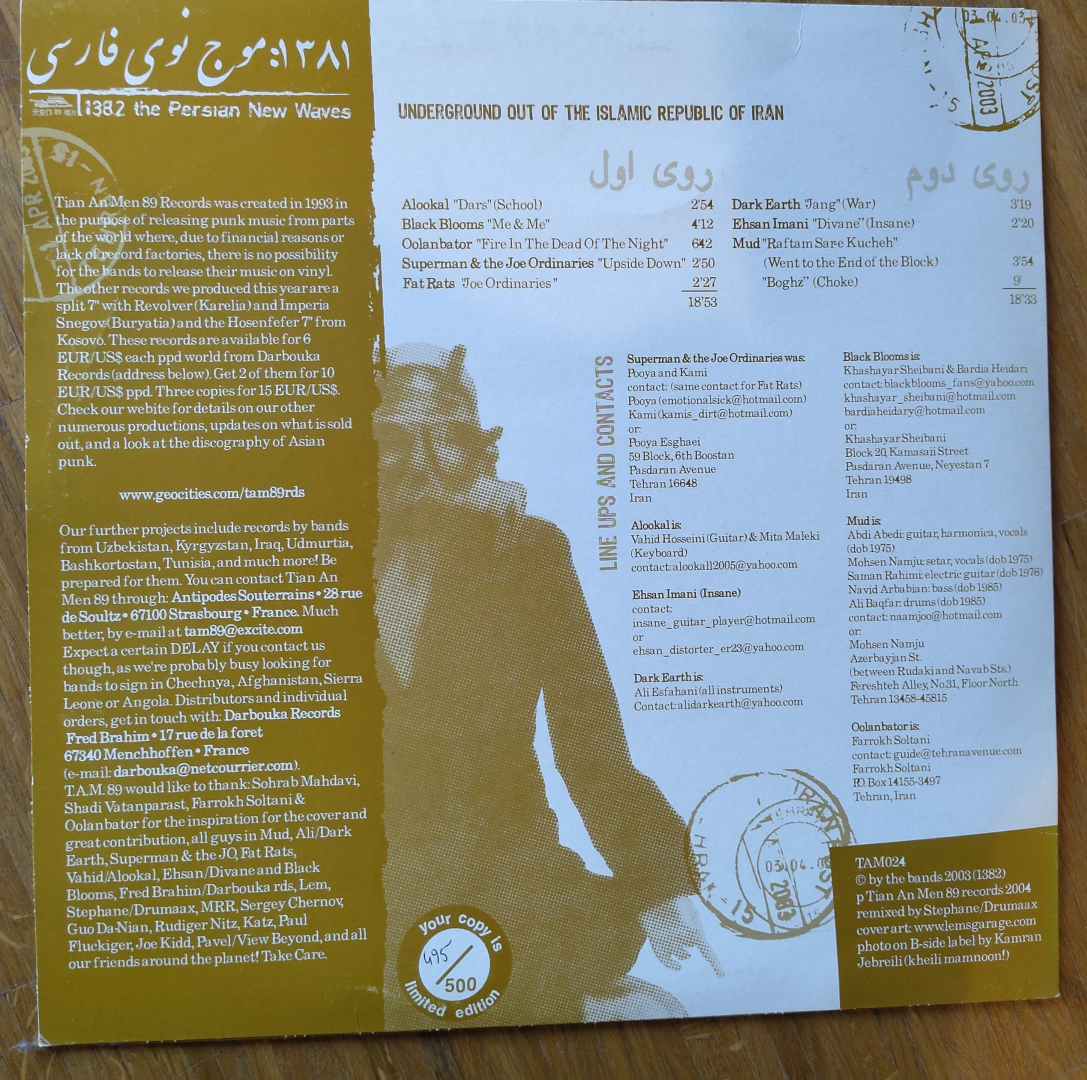 ۱۳۸۱: موج نوی فارسی
1382 the Persian New Waves
Tian An Men 89 Records was created in 1993 in
the purpose of releasing punk music from parts
of the world where, due to financial reasons or
lack of record factories, there is no possibility
for the bands to release their music on vinyl.
The other records we produced this year are a
split 7" with Revolver (Karelia) and Imperia
Snegov (Buryatia) and the Hosenfefer 7" from
Kosovo. These records are available for 6
EUR/US$ each ppd world from Darbouka
Records (address below). Get 2 of them for 10
EUR/US$ ppd. Three copies for 15 EUR/US$.
Check our webite for details on our other
numerous productions, updates on what is sold
out, and a look at the discography of Asian
punk.
www.geocities.com/tam89rds
Our further projects include records by bands
from Uzbekistan, Kyrgyzstan, Iraq, Udmurtia,
Bashkortostan, Tunisia, and much more! Be
prepared for them. You can contact Tian An
Men 89 through: Antipodes Souterrains • 28 rue
de Soultz • 67100 Strasbourg • France. Much
better, by e-mail at tam89@excite.com
Expect a certain DELAY if you contact us
though, as we're probably busy looking for
bands to sign in Chechnya, Afghanistan, Sierra
Leone or Angola. Distributors and individual
orders, get in touch with: Darbouka Records
Fred Brahim • 17 rue de la foret
67340 Menchhoffen • France
(e-mail: darbouka@netcourrier.com).
T.A.M. 89 would like to thank: Sohrab Mahdavi,
Shadi Vatanparast, Farrokh Soltani &
Oolanbator for the inspiration for the cover and
great contribution, all guys in Mud, Ali/Dark
Earth, Superman & the JO, Fat Rats,
Vahid/Alookal, Ehsan/Divane and Black
Blooms, Fred Brahim/Darbouka rds, Lem,
Stephane/Drumaax, MRR, Sergey Chernov,
Guo Da-Nian, Rudiger Nitz, Katz, Paul
Fluckiger, Joe Kidd, Pavel/View Beyond, and all
our friends around the planet! Take Care.
UNDERGROUND OUT OF THE ISLAMIC REPUBLIC OF IRAN
روی اول
Alookal "Dars" (School) 2'54
Black Blooms "Me & Me" 4'12
Oolanbator "Fire In The Dead Of The Night" 6'42
Superman & the Joe Ordinaries "Upside Down" 2'50
Fat Rats "Joe Ordinaries" 2'27
18'53
روی دوم
Dark Earth "Jang" (War) 3'19
Ehsan Imani "Divane" (Insane) 2'20
Mud "Raftam Sare Kucheh"
(Went to the End of the Block) 3'54
"Boghz" (Choke) 9'
18'33
LINE UPS AND CONTACTS
Superman & the Joe Ordinaries was:
Pooya and Kami
contact: (same contact for Fat Rats)
Pooya (emotionalsick@hotmail.com)
Kami (kamis_dirt@hotmail.com)
or:
Pooya Esghaei
59 Block, 6th Boostan
Pasdaran Avenue
Tehran 16648
Iran
Alookal is:
Vahid Hosseini (Guitar) & Mita Maleki
(Keyboard)
contact: alookall2005@yahoo.com
Ehsan Imani (Insane)
contact:
insane_guitar_player@hotmail.com
or
ehsan_distorter_er23@yahoo.com
Dark Earth is:
Ali Esfahani (all instruments)
Contact: alidarkearth@yahoo.com
Black Blooms is:
Khashayar Sheibani & Bardia Heidari
contact: blackblooms_fans@yahoo.com
khashayar_sheibani@hotmail.com
bardiaheidary@hotmail.com
or:
Khashayar Sheibani
Block 20, Kamasaii Street
Pasdaran Avenue, Neyestan 7
Tehran 19498
Iran
Mud is:
Abdi Abedi: guitar, harmonica, vocals
(dob 1975)
Mohsen Namju: setar, vocals (dob 1975)
Saman Rahimi: electric guitar (dob 1976)
Navid Arbabian: bass (dob 1985)
Ali Baqfar: drums (dob 1985)
contact: naamjoo@hotmail.com
or:
Mohsen Namju
Azerbayjan St.
(between Rudaki and Navab Sts.)
Fereshteh Alley, No.31, Floor North
Tehran 13458-45815
Oolanbator is:
Farrokh Soltani
contact: guide@tehranavenue.com
Farrokh Soltani
P.O. Box 14155-3497
Tehran, Iran
your copy is
495/500
limited edition
TAM024
© by the bands 2003 (1382)
p Tian An Men 89 records 2004
remixed by Stephane/Drumaax
cover art: www.lemsgarage.com
photo on B-side label by Kamran
Jebreili (kheili mamnoon!)
03.04.03
APR 2003
15
2003